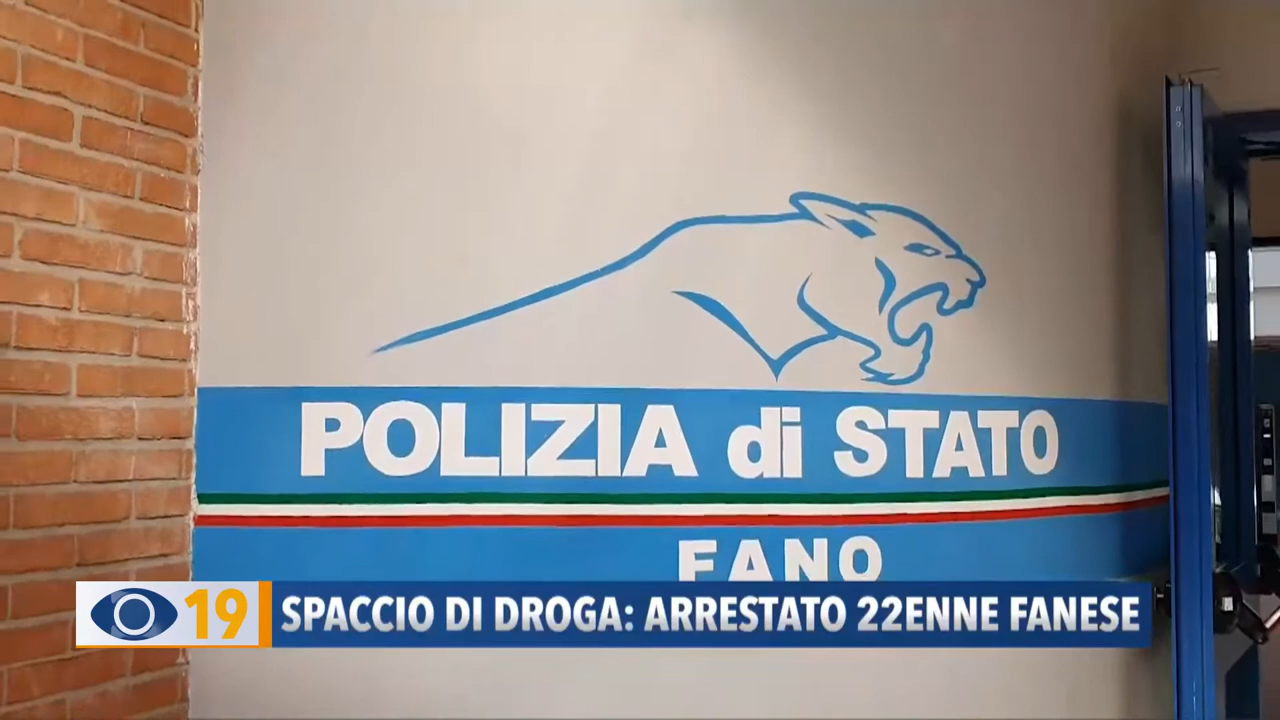 POLIZIA di STATO
FANO
19 SPACCIO DI DROGA: ARRESTATO 22ENNE FANESE